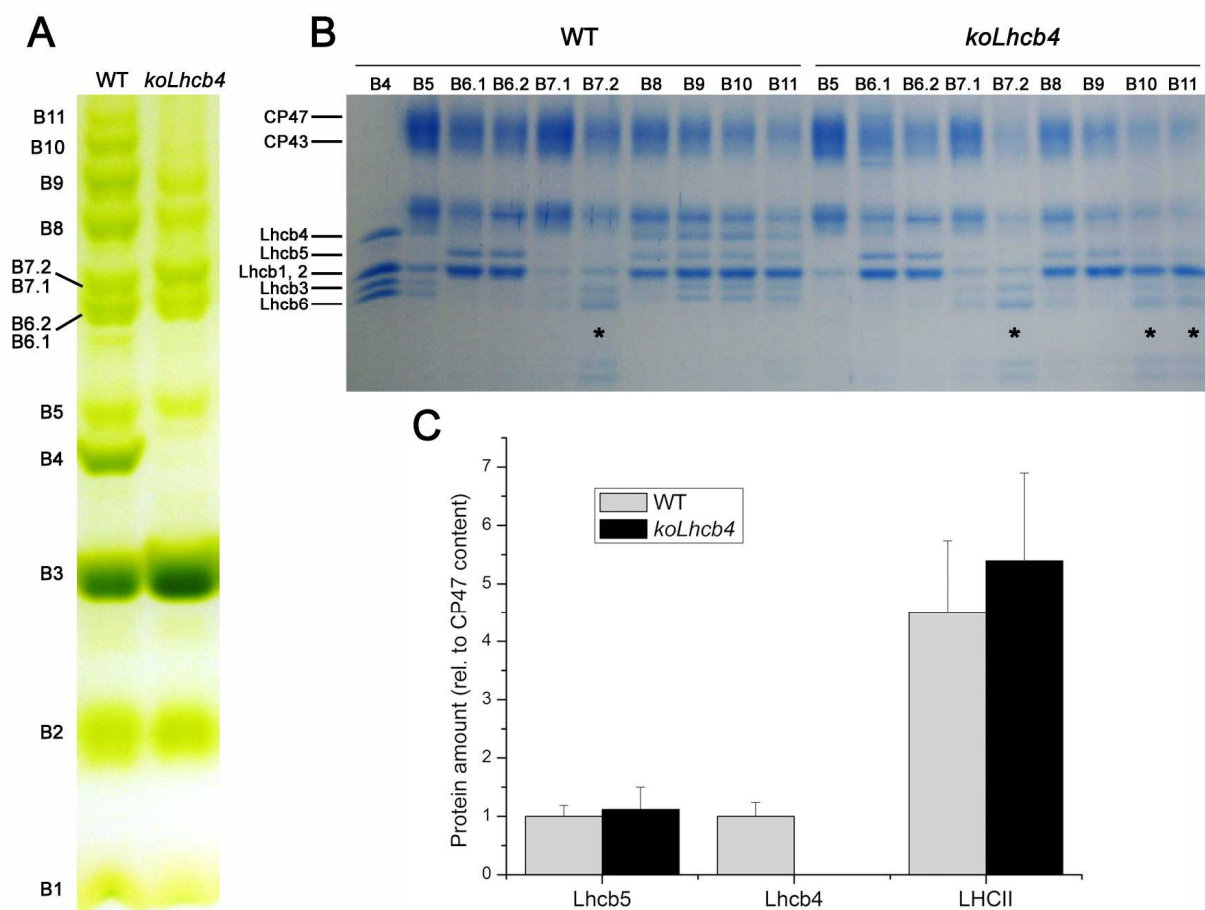 A
WT koLhcb4
B11
B10
B9
B8
B7.2
B7.1
B6.2
B6.1
B5
B4
B3
B2
B1
B
WT koLhcb4
B4 B5 B6.1 B6.2 B7.1 B7.2 B8 B9 B10 B11 B5 B6.1 B6.2 B7.1 B7.2 B8 B9 B10 B11
CP47
CP43
Lhcb4
Lhcb5
Lhcb1, 2
Lhcb3
Lhcb6
* * * *
C
Protein amount (rel. to CP47 content)
7
6
5
4
3
2
1
0
WT
koLhcb4
Lhcb5 Lhcb4 LHCII